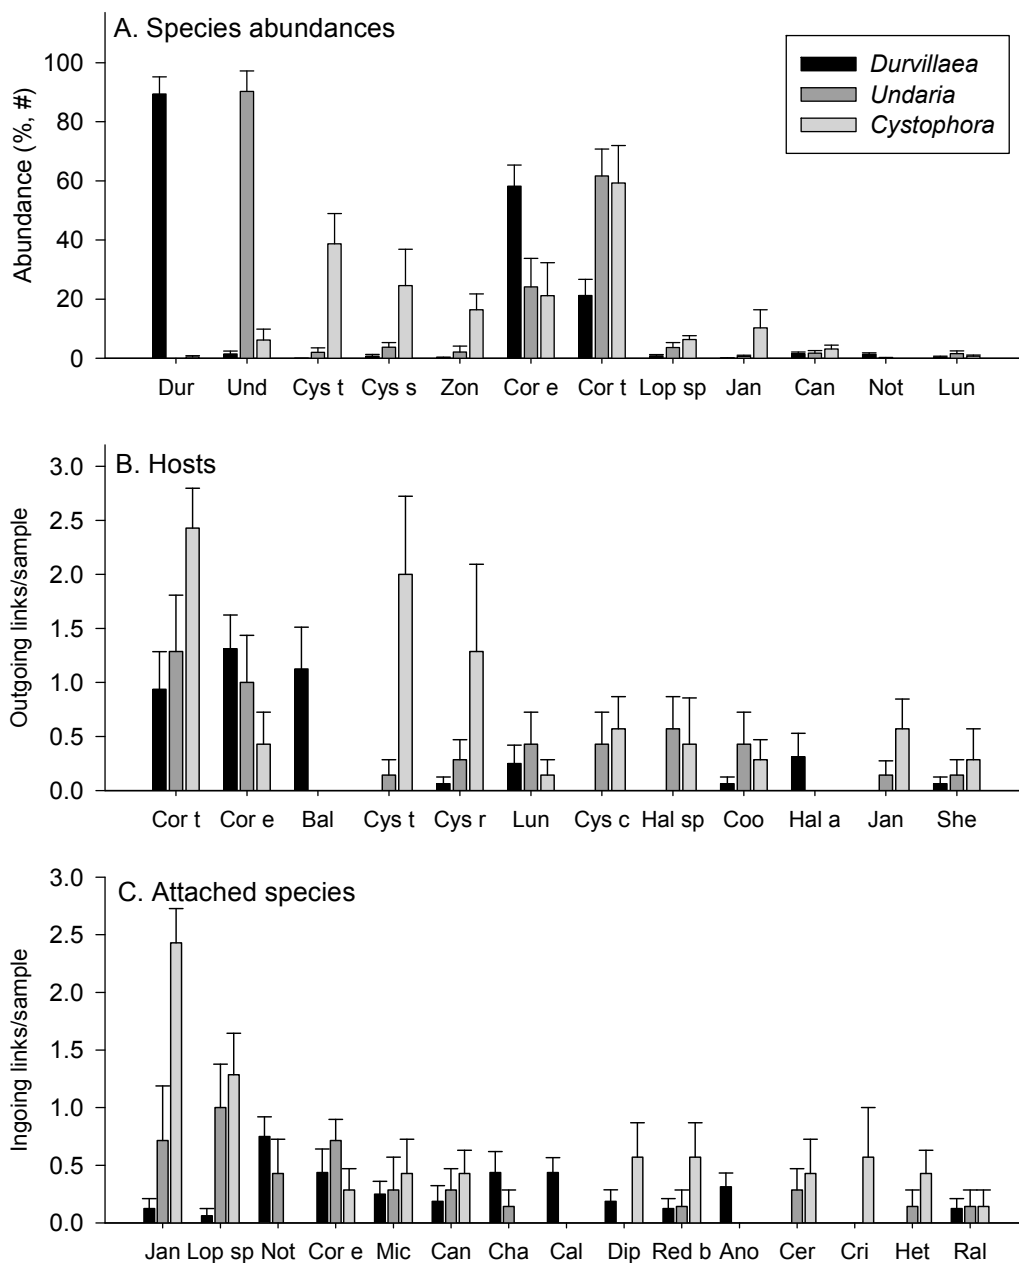 A. Species abundances
Durvillaea
Undaria
Cystophora
Abundance (%, #)
100
80
60
40
20
0
Dur Und Cys t Cys s Zon Cor e Cor t Lop sp Jan Can Not Lun
B. Hosts
Outgoing links/sample
3.0
2.5
2.0
1.5
1.0
0.5
0.0
Cor t Cor e Bal Cys t Cys r Lun Cys c Hal sp Coo Hal a Jan She
C. Attached species
Ingoing links/sample
3.0
2.5
2.0
1.5
1.0
0.5
0.0
Jan Lop sp Not Cor e Mic Can Cha Cal Dip Red b Ano Cer Cri Het Ral